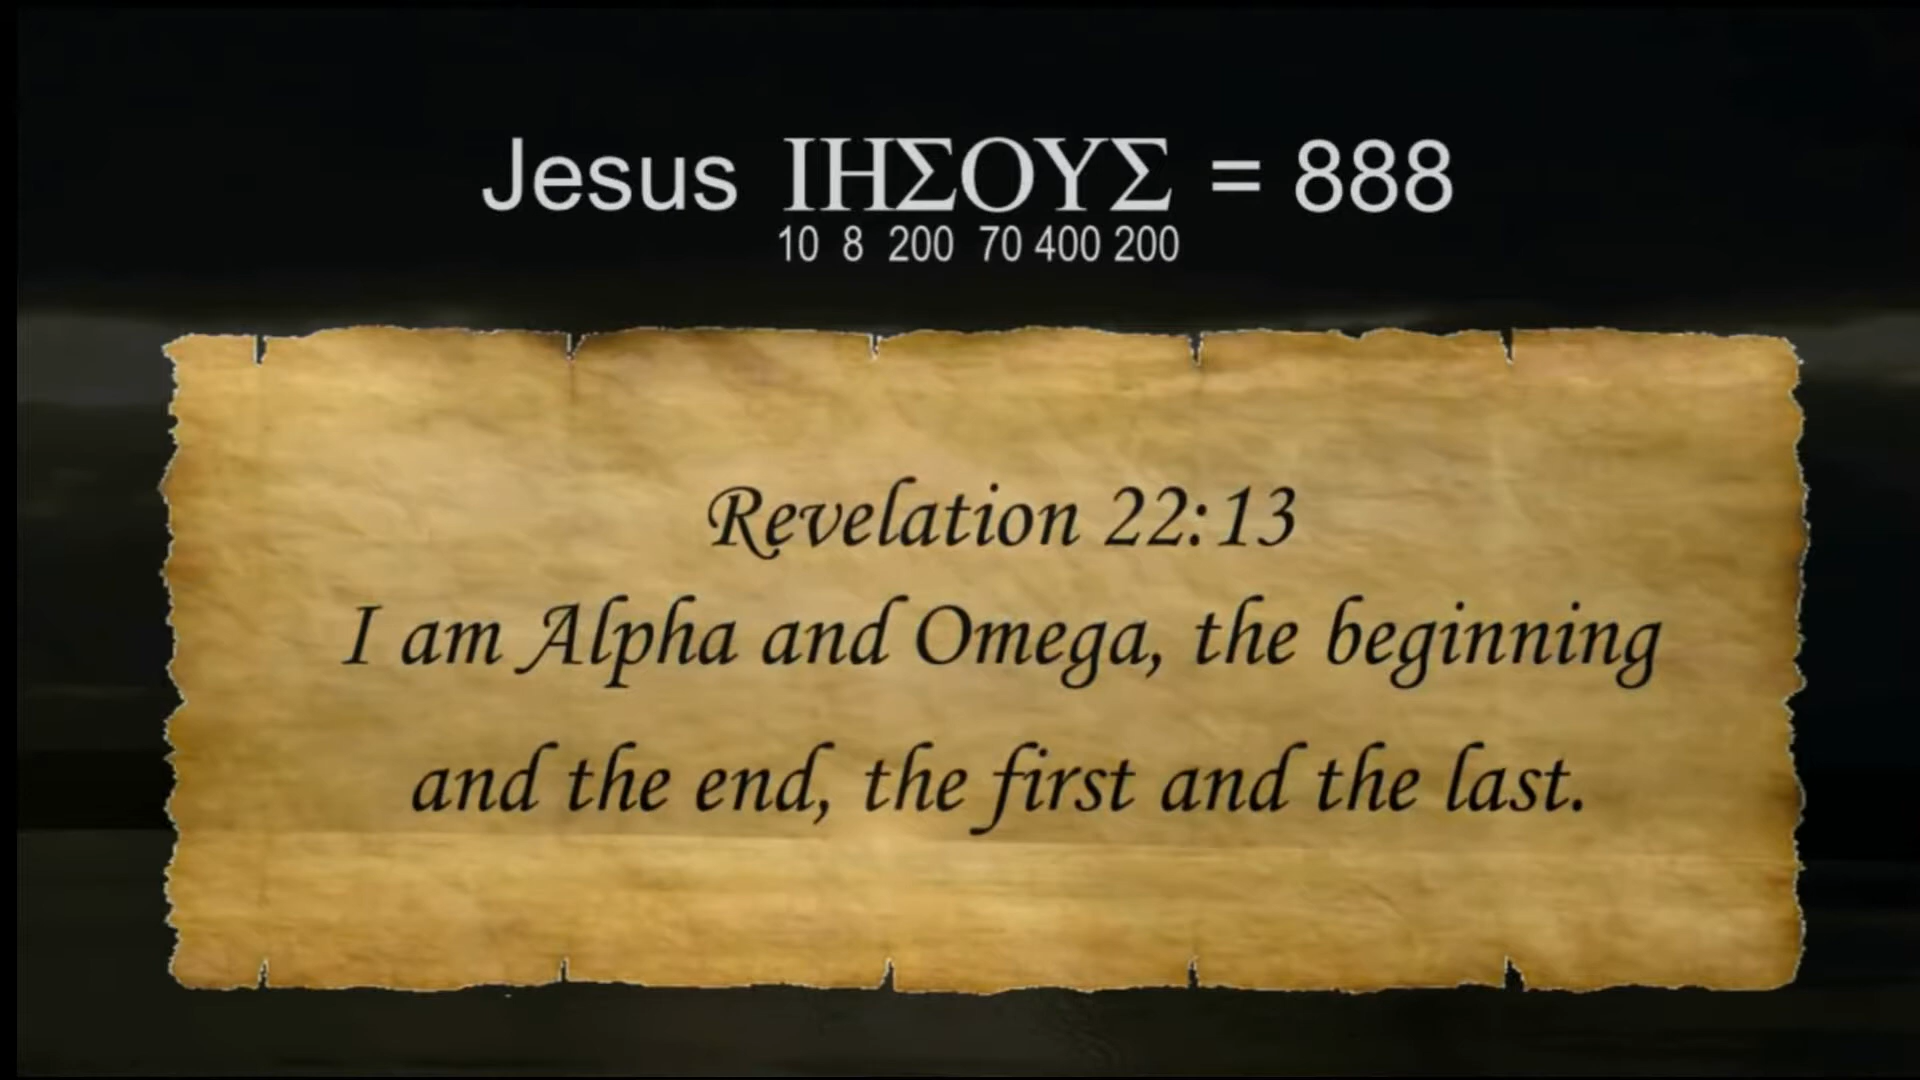 Jesus ΙΗΣΟΥΣ = 888
10 8 200 70 400 200
Revelation 22:13
I am Alpha and Omega, the beginning
and the end, the first and the last.